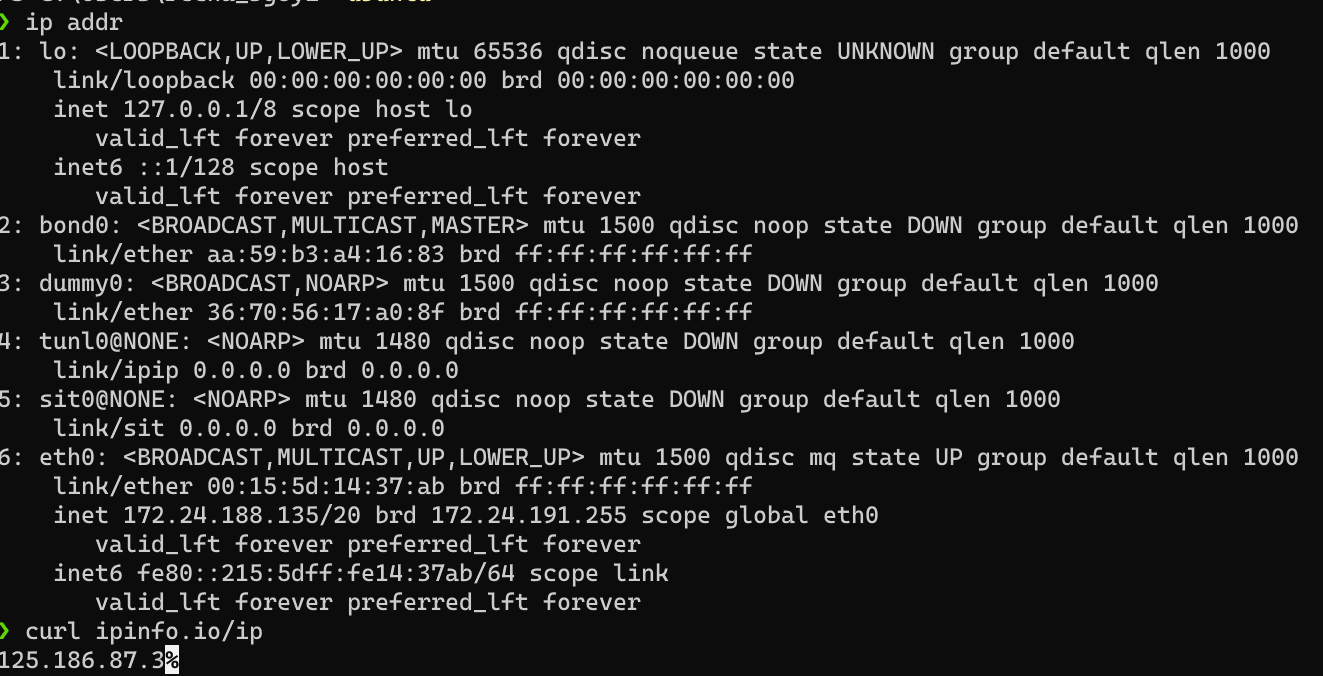 ❯ ip addr
1: lo: <LOOPBACK,UP,LOWER_UP> mtu 65536 qdisc noqueue state UNKNOWN group default qlen 1000
link/loopback 00:00:00:00:00:00 brd 00:00:00:00:00:00
inet 127.0.0.1/8 scope host lo
valid_lft forever preferred_lft forever
inet6 ::1/128 scope host
valid_lft forever preferred_lft forever
2: bond0: <BROADCAST,MULTICAST,MASTER> mtu 1500 qdisc noop state DOWN group default qlen 1000
link/ether aa:59:b3:a4:16:83 brd ff:ff:ff:ff:ff:ff
3: dummy0: <BROADCAST,NOARP> mtu 1500 qdisc noop state DOWN group default qlen 1000
link/ether 36:70:56:17:a0:8f brd ff:ff:ff:ff:ff:ff
4: tunl0@NONE: <NOARP> mtu 1480 qdisc noop state DOWN group default qlen 1000
link/ipip 0.0.0.0 brd 0.0.0.0
5: sit0@NONE: <NOARP> mtu 1480 qdisc noop state DOWN group default qlen 1000
link/sit 0.0.0.0 brd 0.0.0.0
6: eth0: <BROADCAST,MULTICAST,UP,LOWER_UP> mtu 1500 qdisc mq state UP group default qlen 1000
link/ether 00:15:5d:14:37:ab brd ff:ff:ff:ff:ff:ff
inet 172.24.188.135/20 brd 172.24.191.255 scope global eth0
valid_lft forever preferred_lft forever
inet6 fe80::215:5dff:fe14:37ab/64 scope link
valid_lft forever preferred_lft forever
❯ curl ipinfo.io/ip
125.186.87.3%